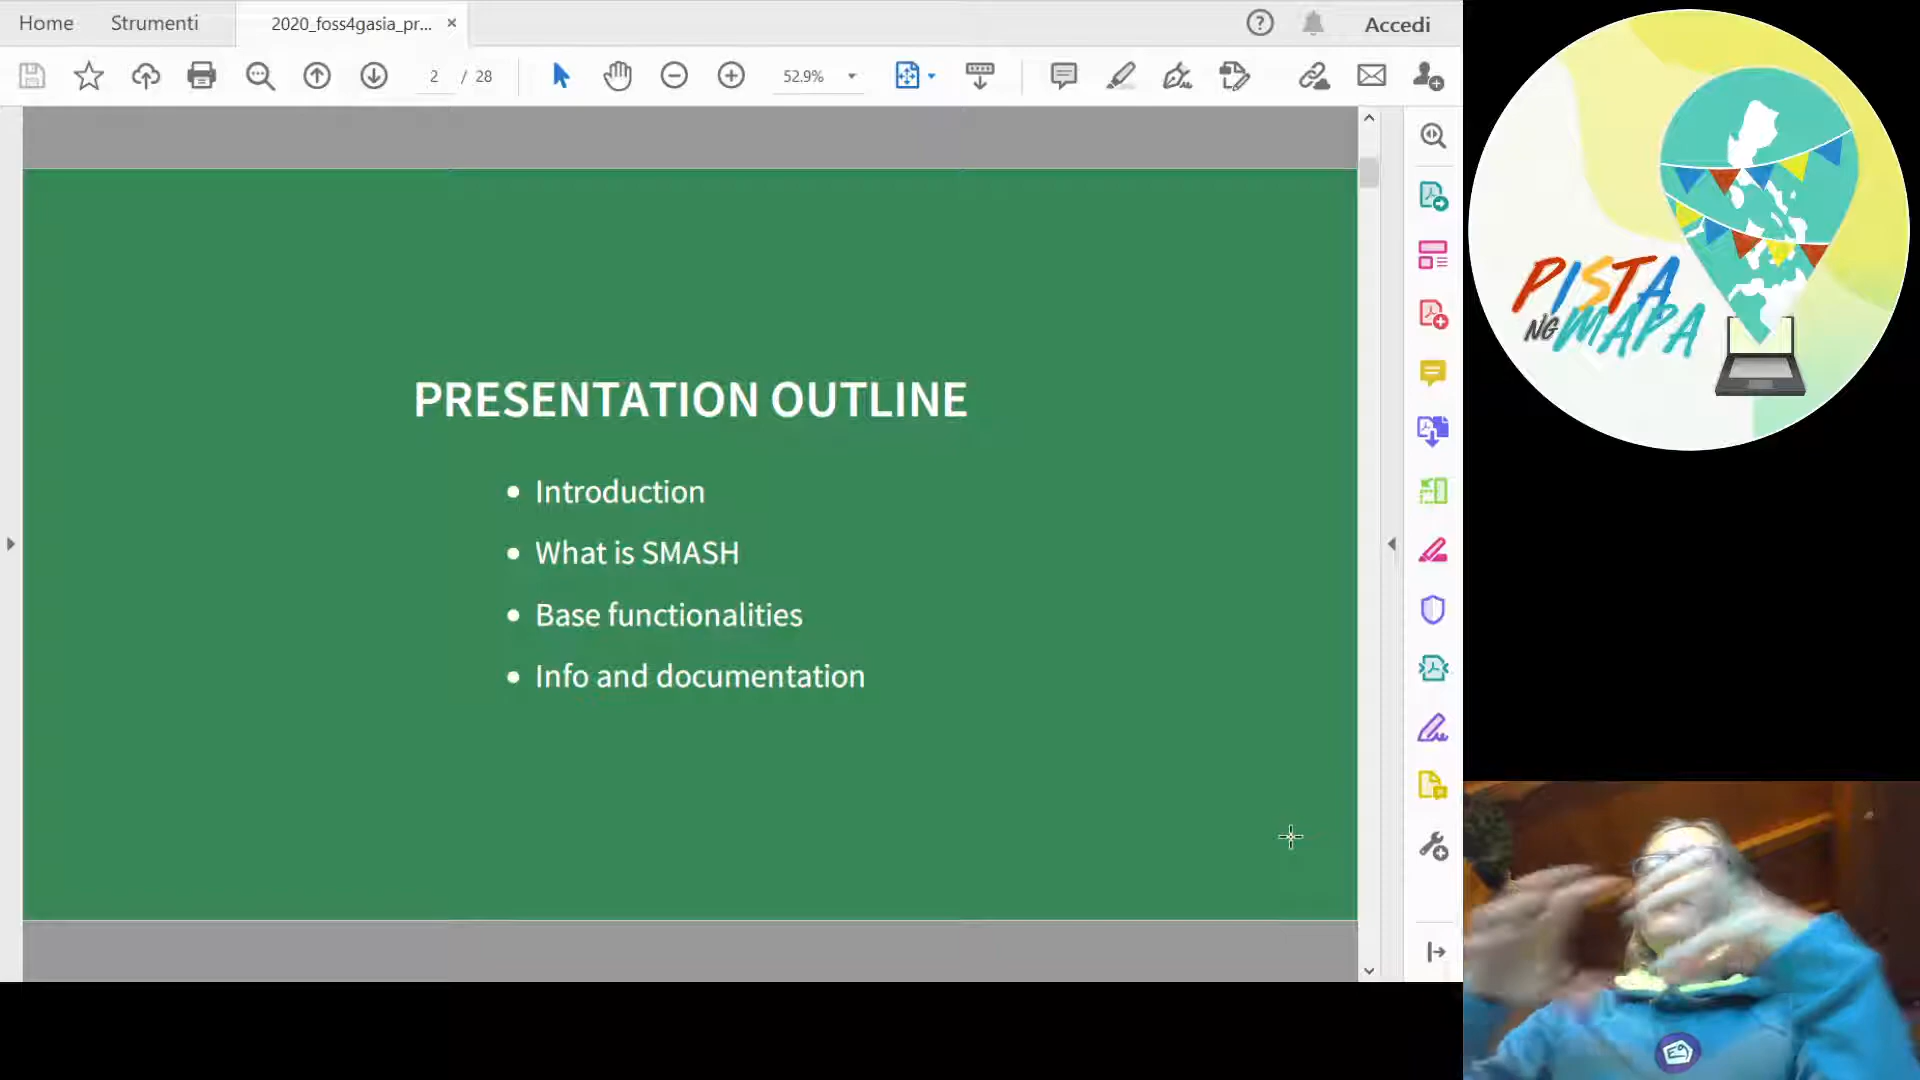 Home
Strumenti
2020_foss4gasia_pr...
Accedi
2 / 28
52.9%
PRESENTATION OUTLINE
• Introduction
• What is SMASH
• Base functionalities
• Info and documentation
PISTA
NG MAPA